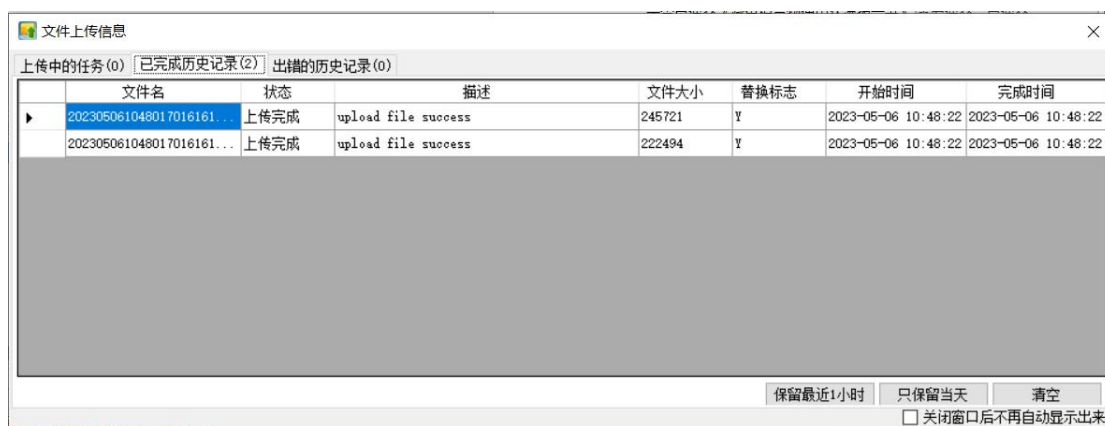 文件上传信息
上传中的任务(0) 已完成历史记录(2) 出错的历史记录(0)
文件名 状态 描述 文件大小 替换标志 开始时间 完成时间
202305061048017016161... 上传完成 upload file success 245721 Y 2023-05-06 10:48:22 2023-05-06 10:48:22
202305061048017016161... 上传完成 upload file success 222494 Y 2023-05-06 10:48:22 2023-05-06 10:48:22
保留最近1小时 只保留当天 清空
关闭窗口后不再自动显示出来